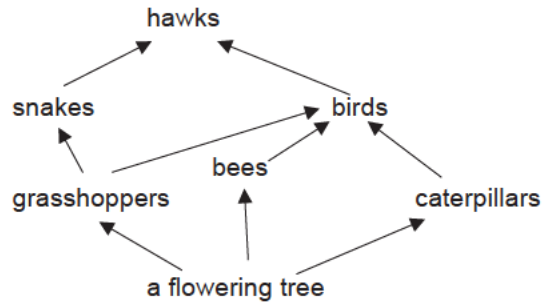 hawks
snakes
birds
bees
grasshoppers
caterpillars
a flowering tree